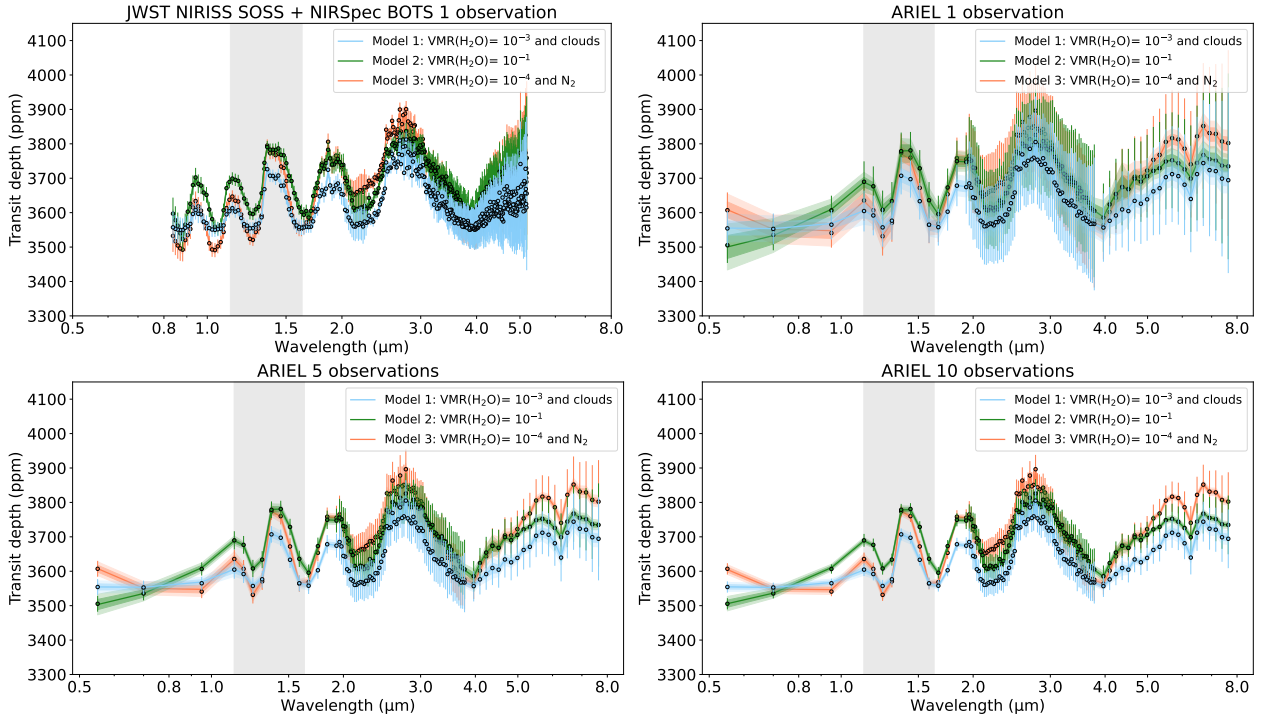 JWST NIRISS SOSS + NIRSpec BOTS 1 observation
Transit depth (ppm)
4100
4000
3900
3800
3700
3600
3500
3400
3300
Model 1: VMR(H₂O)= 10⁻³ and clouds
Model 2: VMR(H₂O)= 10⁻¹
Model 3: VMR(H₂O)= 10⁻⁴ and N₂
0.5 0.8 1.0 1.5 2.0 3.0 4.0 5.0 8.0
Wavelength (μm)
ARIEL 1 observation
Transit depth (ppm)
4100
4000
3900
3800
3700
3600
3500
3400
3300
Model 1: VMR(H₂O)= 10⁻³ and clouds
Model 2: VMR(H₂O)= 10⁻¹
Model 3: VMR(H₂O)= 10⁻⁴ and N₂
0.5 0.8 1.0 1.5 2.0 3.0 4.0 5.0 8.0
Wavelength (μm)
ARIEL 5 observations
Transit depth (ppm)
4100
4000
3900
3800
3700
3600
3500
3400
3300
Model 1: VMR(H₂O)= 10⁻³ and clouds
Model 2: VMR(H₂O)= 10⁻¹
Model 3: VMR(H₂O)= 10⁻⁴ and N₂
0.5 0.8 1.0 1.5 2.0 3.0 4.0 5.0 8.0
Wavelength (μm)
ARIEL 10 observations
Transit depth (ppm)
4100
4000
3900
3800
3700
3600
3500
3400
3300
Model 1: VMR(H₂O)= 10⁻³ and clouds
Model 2: VMR(H₂O)= 10⁻¹
Model 3: VMR(H₂O)= 10⁻⁴ and N₂
0.5 0.8 1.0 1.5 2.0 3.0 4.0 5.0 8.0
Wavelength (μm)